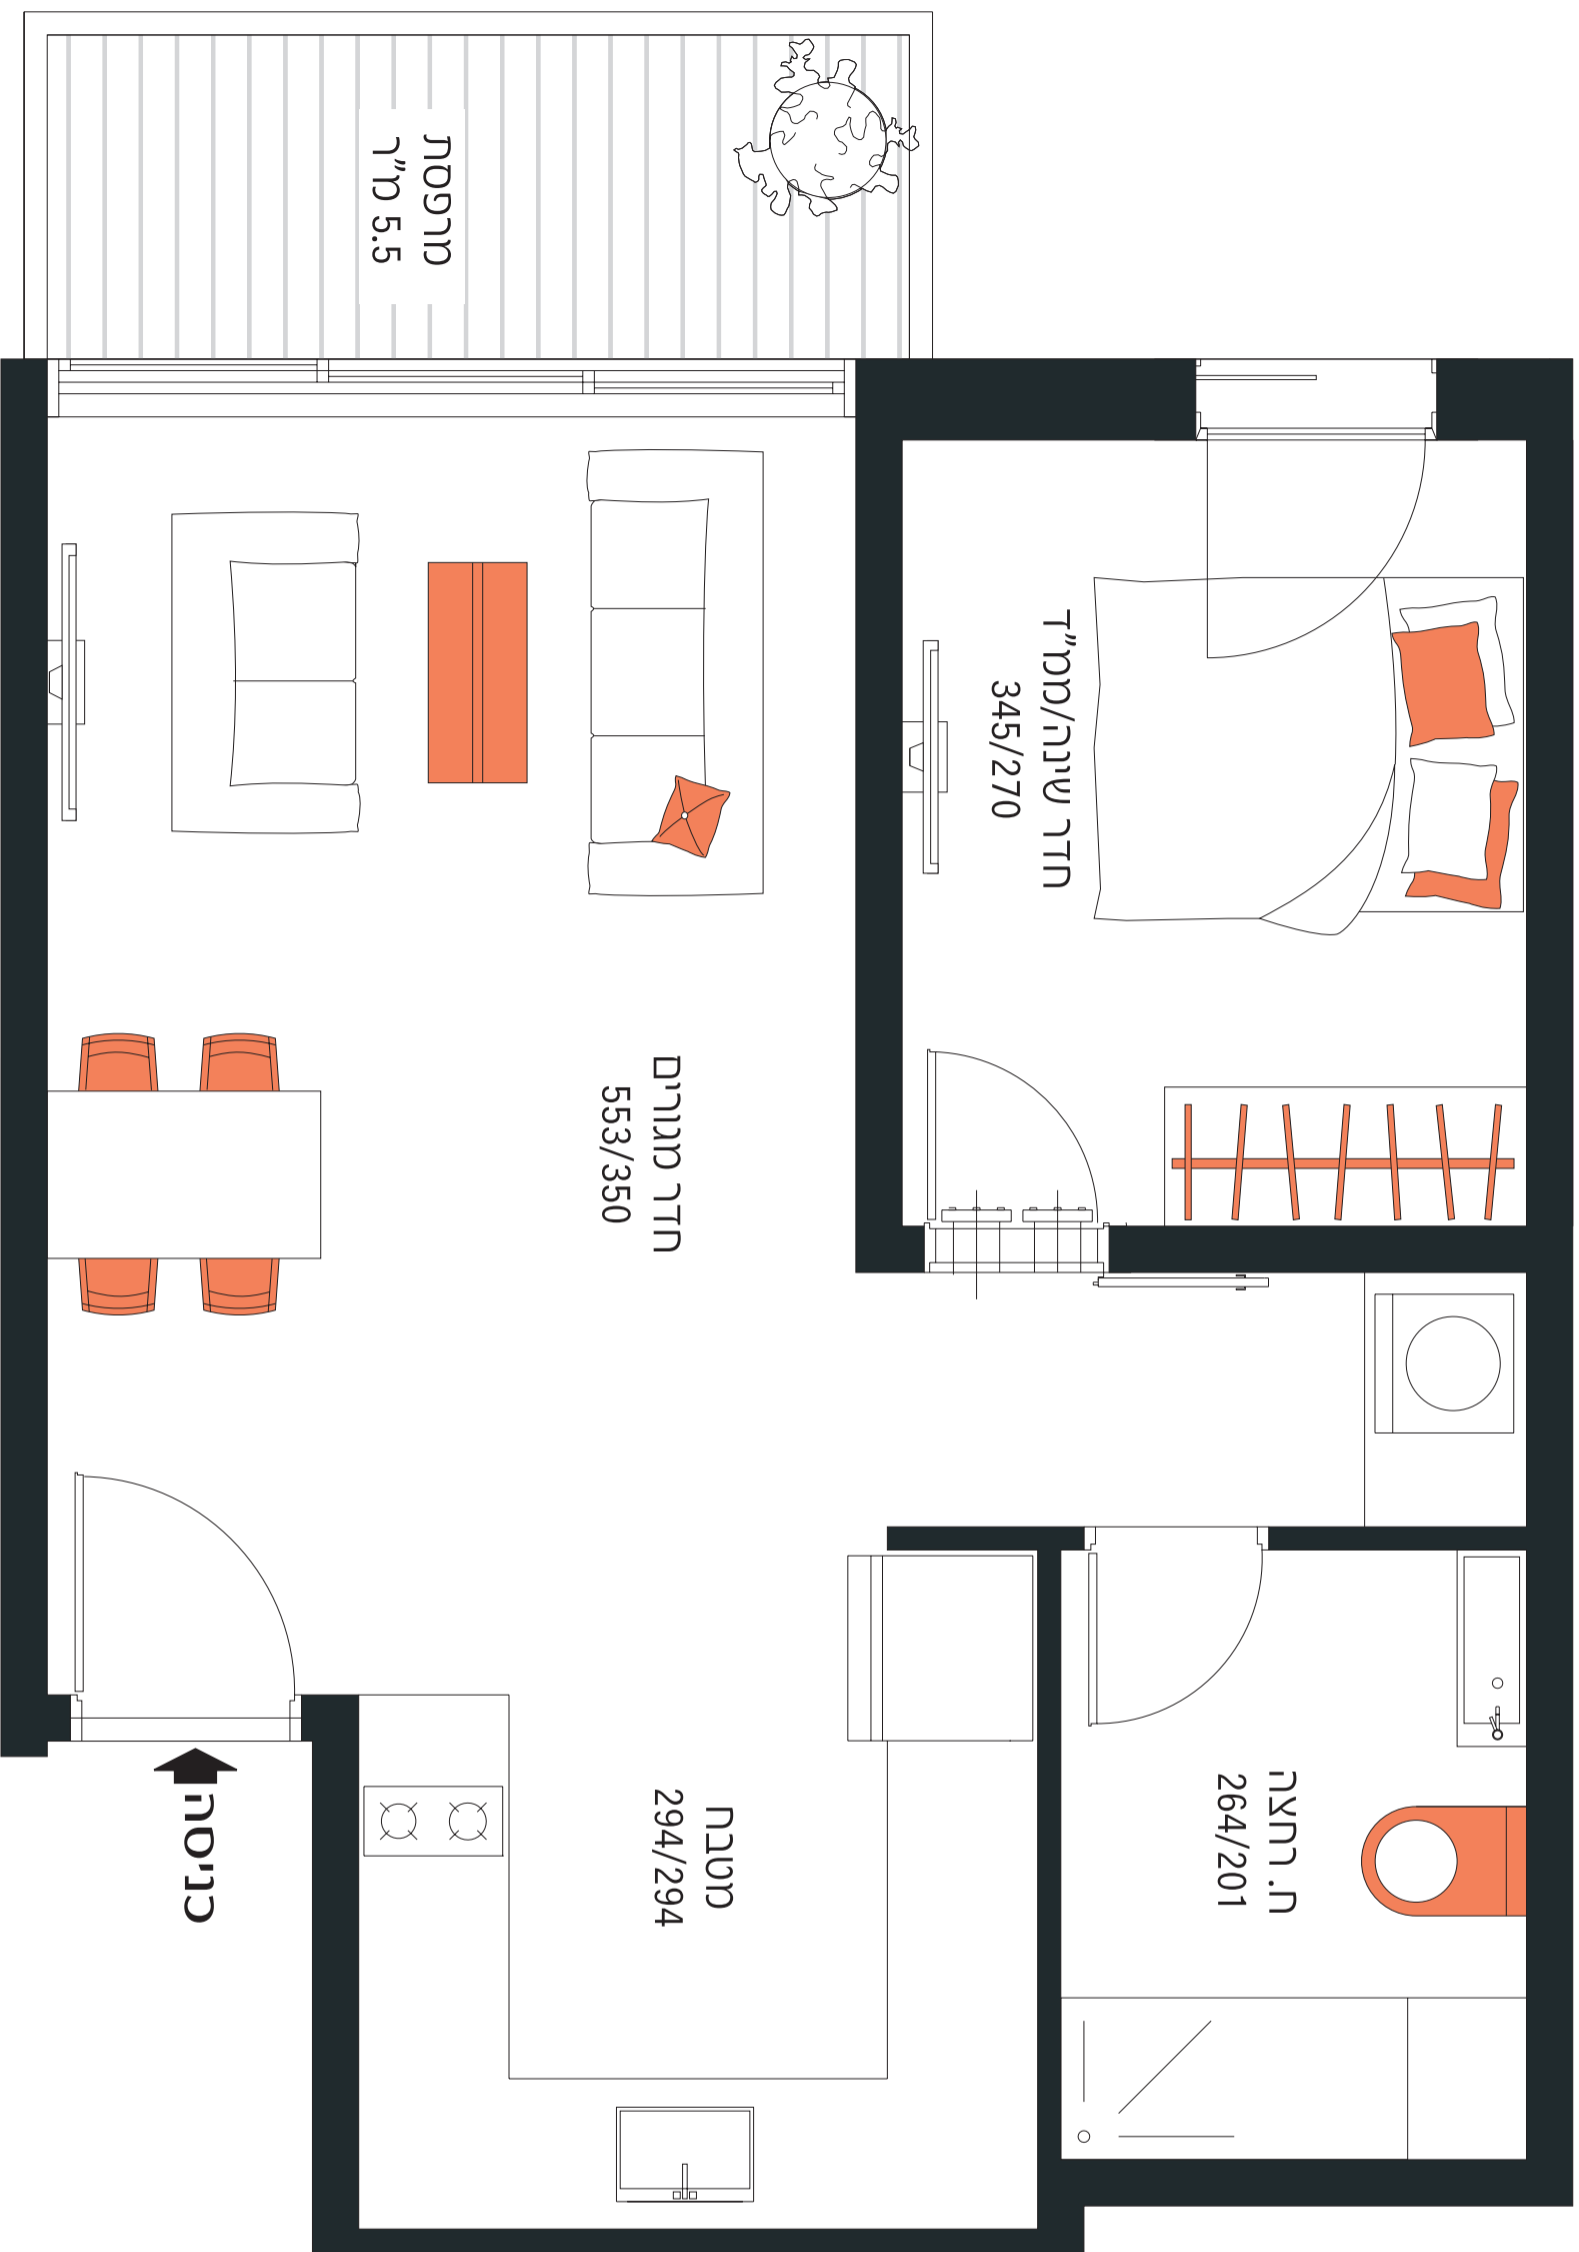 מרפסת
5.5 מ"ר
חדר שינה/ממ"ד
345/270
חדר מגורים
553/350
ח. רחצה
264/201
מטבח
294/294
כניסה